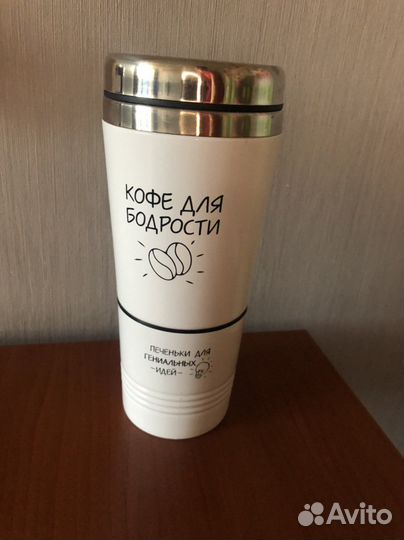 КОФЕ ДЛЯ
БОДРОСТИ
ПЕЧЕНЬКИ ДЛЯ
ГЕНИАЛЬНЫХ
-ИДЕЙ-
Avito